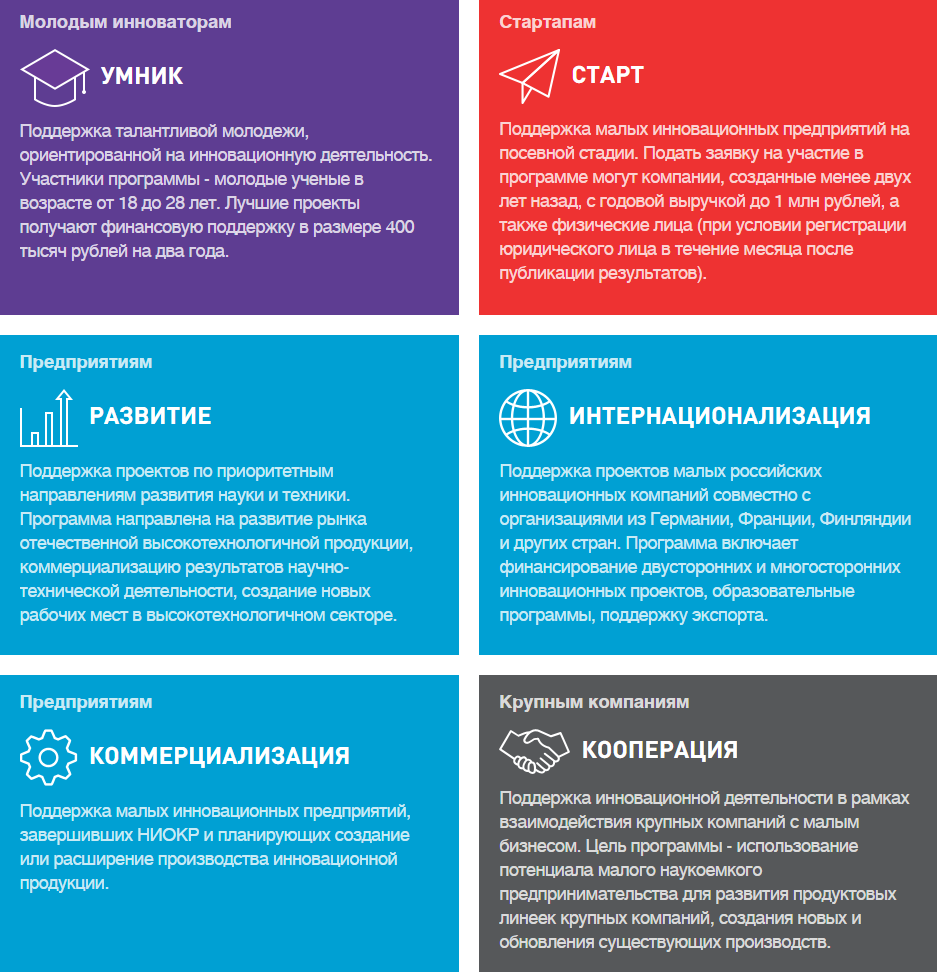 Молодым инноваторам
УМНИК
Поддержка талантливой молодежи,
ориентированной на инновационную деятельность.
Участники программы - молодые ученые в
возрасте от 18 до 28 лет. Лучшие проекты
получают финансовую поддержку в размере 400
тысяч рублей на два года.
Стартапам
СТАРТ
Поддержка малых инновационных предприятий на
посевной стадии. Подать заявку на участие в
программе могут компании, созданные менее двух
лет назад, с годовой выручкой до 1 млн рублей, а
также физические лица (при условии регистрации
юридического лица в течение месяца после
публикации результатов).
Предприятиям
РАЗВИТИЕ
Поддержка проектов по приоритетным
направлениям развития науки и техники.
Программа направлена на развитие рынка
отечественной высокотехнологичной продукции,
коммерциализацию результатов научно-
технической деятельности, создание новых
рабочих мест в высокотехнологичном секторе.
Предприятиям
ИНТЕРНАЦИОНАЛИЗАЦИЯ
Поддержка проектов малых российских
инновационных компаний совместно с
организациями из Германии, Франции, Финляндии
и других стран. Программа включает
финансирование двусторонних и многосторонних
инновационных проектов, образовательные
программы, поддержку экспорта.
Предприятиям
КОММЕРЦИАЛИЗАЦИЯ
Поддержка малых инновационных предприятий,
завершивших НИОКР и планирующих создание
или расширение производства инновационной
продукции.
Крупным компаниям
КООПЕРАЦИЯ
Поддержка инновационной деятельности в рамках
взаимодействия крупных компаний с малым
бизнесом. Цель программы - использование
потенциала малого наукоемкого
предпринимательства для развития продуктовых
линеек крупных компаний, создания новых и
обновления существующих производств.